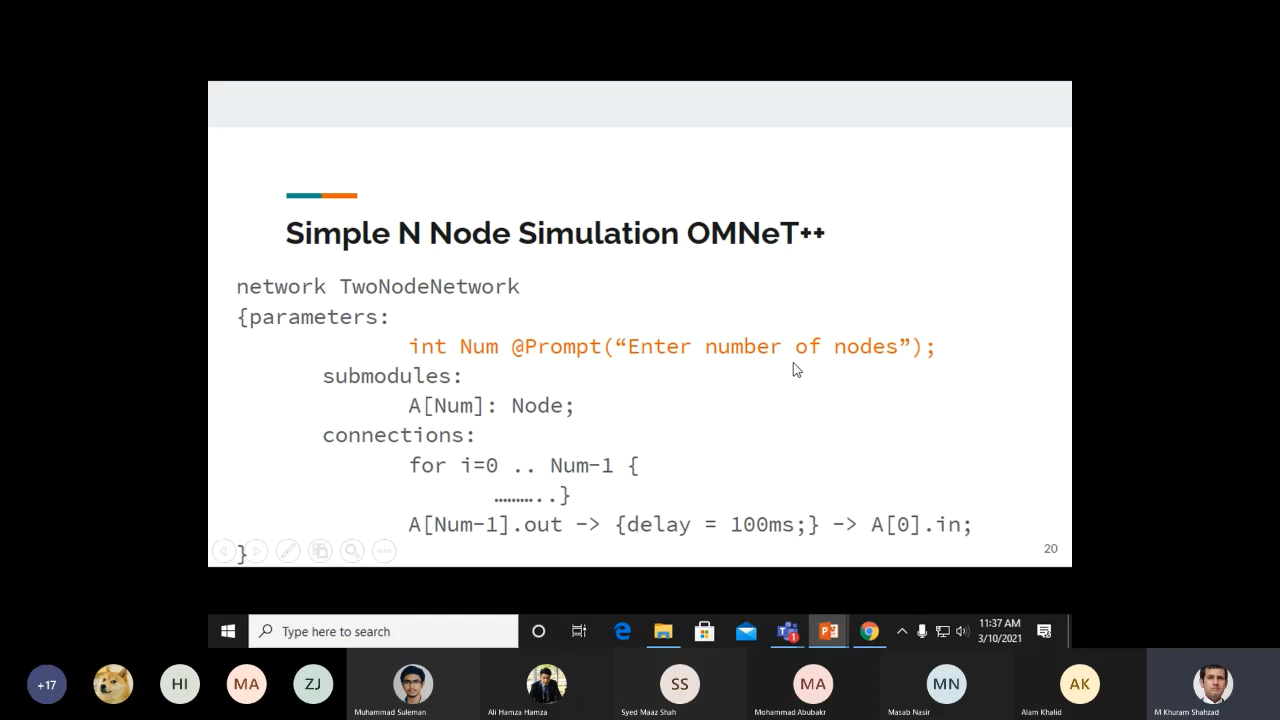 Simple N Node Simulation OMNeT++
network TwoNodeNetwork
{parameters:
int Num @Prompt(“Enter number of nodes”);
submodules:
A[Num]: Node;
connections:
for i=0 .. Num-1 {
………..}
A[Num-1].out -> {delay = 100ms;} -> A[0].in;
}
20
Type here to search
1
11:37 AM
3/10/2021
+17
HI
MA
ZJ
Muhammad Suleman
Ali Hamza Hamza
SS
Syed Maaz Shah
MA
Mohammad Abubakr
MN
Masab Nasir
AK
Alam Khalid
M Khuram Shahzad